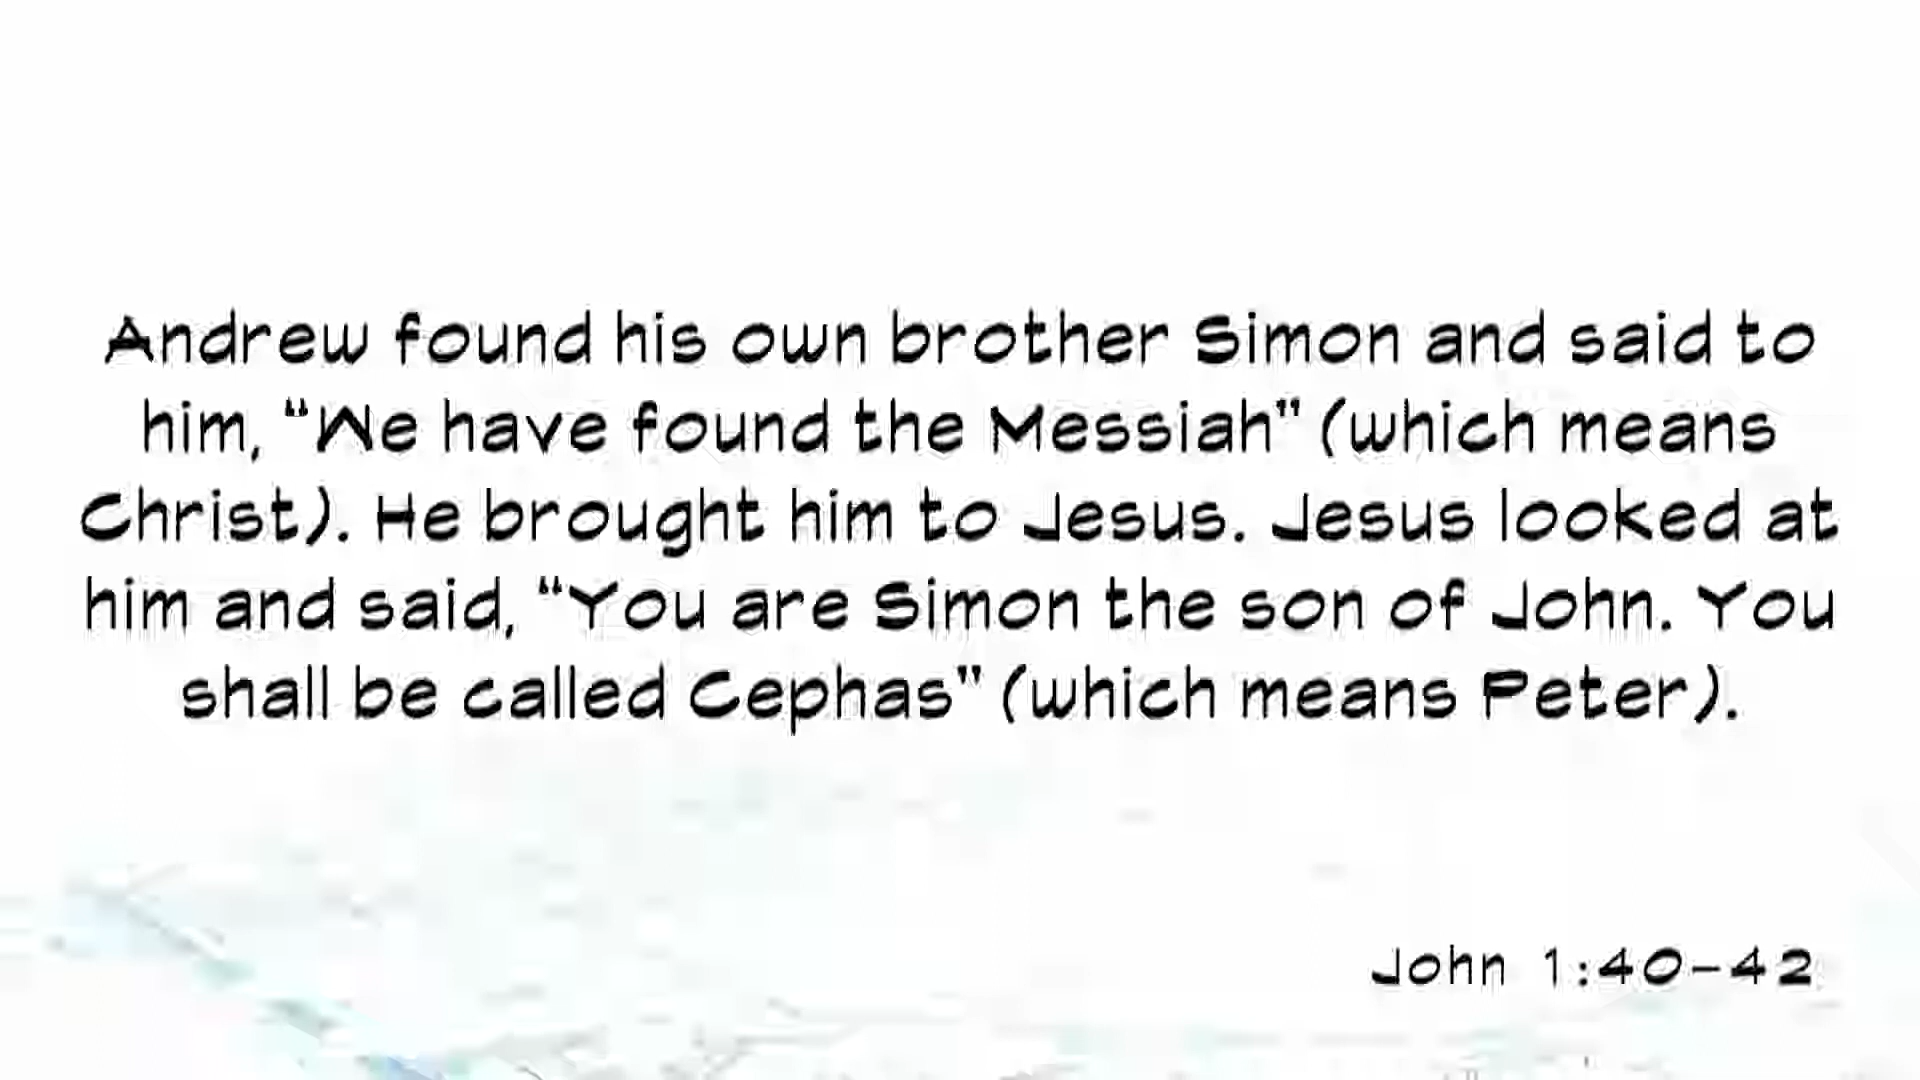 Andrew found his own brother Simon and said to
him, “We have found the Messiah” (which means
Christ). He brought him to Jesus. Jesus looked at
him and said, “You are Simon the son of John. You
shall be called Cephas” (which means Peter).
John 1:40-42